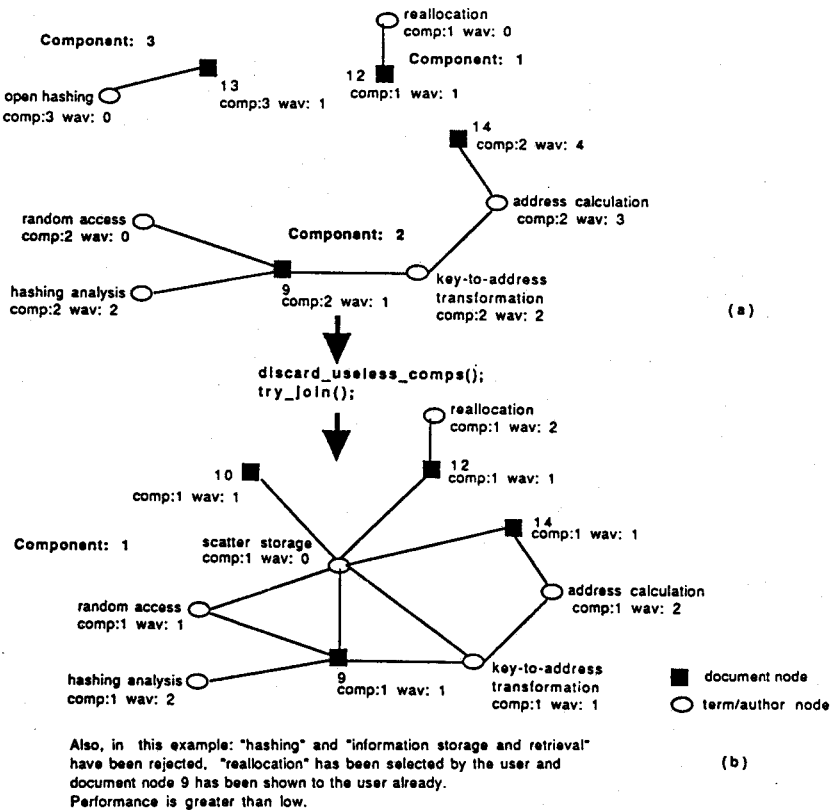 reallocation
comp:1 wav: 0
Component: 3
Component: 1
12
comp:1 wav: 1
13
comp:3 wav: 1
open hashing
comp:3 wav: 0
14
comp:2 wav: 4
address calculation
comp:2 wav: 3
random access
comp:2 wav: 0
Component: 2
hashing analysis
comp:2 wav: 2
9
comp:2 wav: 1
key-to-address
transformation
comp:2 wav: 2
(a)
discard_useless_comps();
try_join();
reallocation
comp:1 wav: 2
10
comp:1 wav: 1
12
comp:1 wav: 1
14
comp:1 wav: 1
Component: 1
scatter storage
comp:1 wav: 0
random access
comp:1 wav: 1
address calculation
comp:1 wav: 2
hashing analysis
comp:1 wav: 2
9
comp:1 wav: 1
key-to-address
transformation
comp:1 wav: 1
document node
term/author node
Also, in this example: "hashing" and "information storage and retrieval"
have been rejected, "reallocation" has been selected by the user and
document node 9 has been shown to the user already.
Performance is greater than low.
(b)